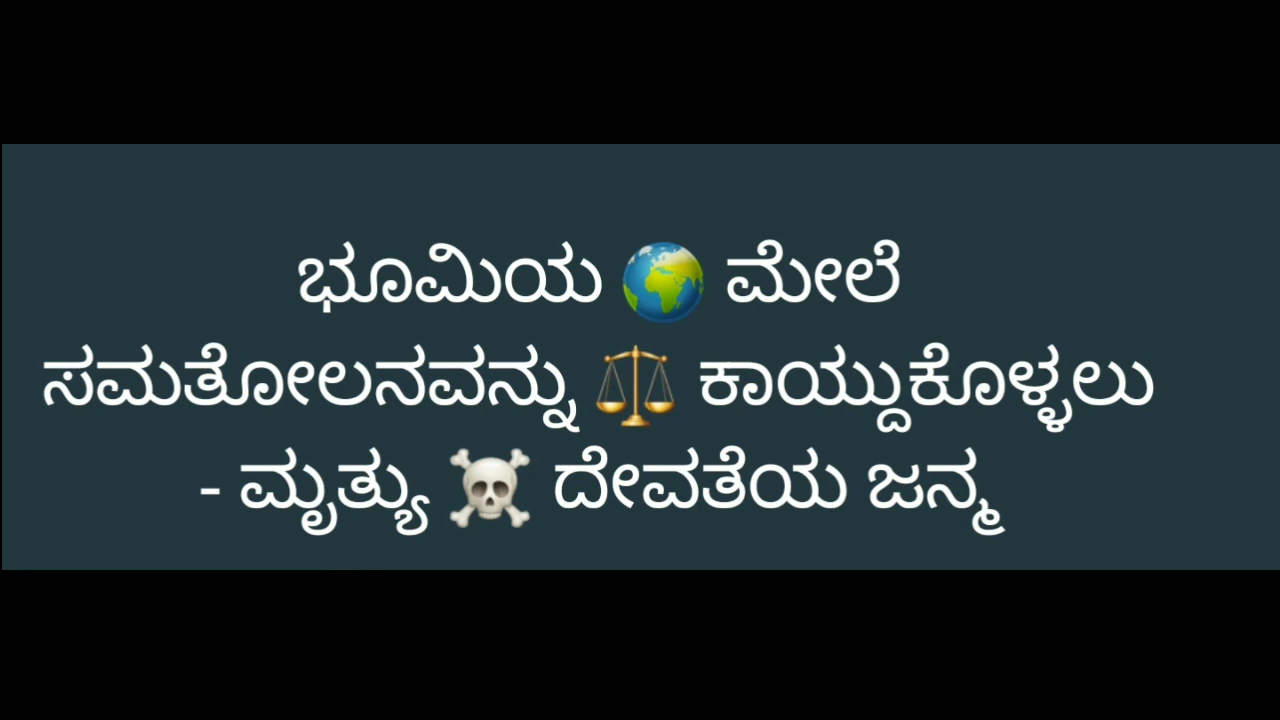 ಭೂಮಿಯ 🌍 ಮೇಲೆ
ಸಮತೋಲನವನ್ನು ⚖️ ಕಾಯ್ದುಕೊಳ್ಳಲು
- ಮೃತ್ಯು ☠️ ದೇವತೆಯ ಜನ್ಮ